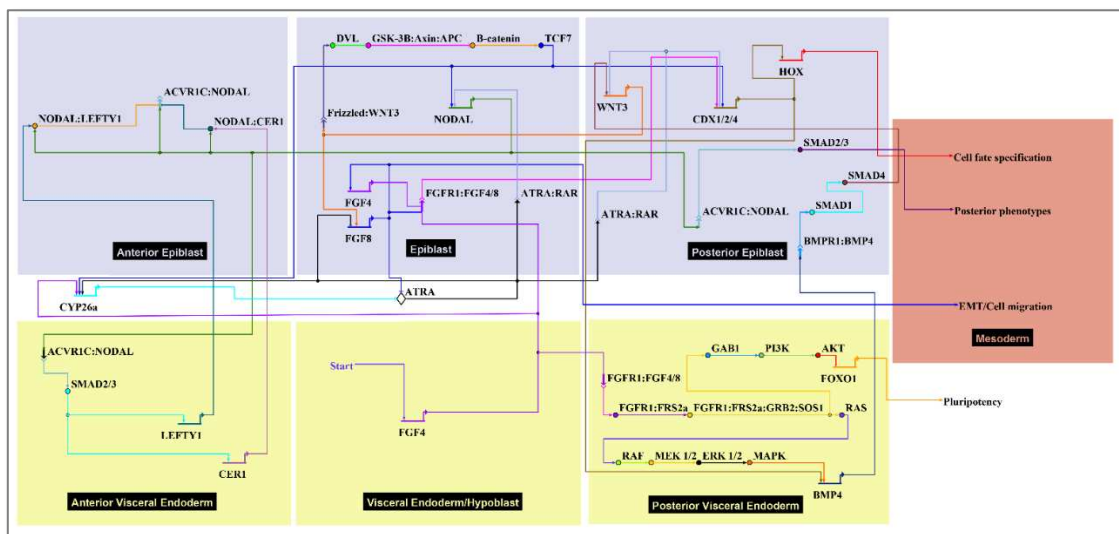 DVL
GSK-3B:Axin:APC
B-catenin
TCF7
HOX
ACVR1C:NODAL
WNT3
CDX1/2/4
NODAL:LEFTY1
NODAL:CER1
Frizzled:WNT3
NODAL
SMAD2/3
Cell fate specification
SMAD4
FGF4
FGFR1:FGF4/8
ATRA:RAR
ATRA:RAR
ACVR1C:NODAL
SMAD1
Posterior phenotypes
FGF8
BMPR1:BMP4
Anterior Epiblast
Epiblast
Posterior Epiblast
CYP26a
ATRA
EMT/Cell migration
Mesoderm
ACVR1C:NODAL
GAB1
PI3K
AKT
Start
FGFR1:FGF4/8
FOXO1
SMAD2/3
Pluripotency
FGFR1:FRS2a
FGFR1:FRS2a:GRB2:SOS1
RAS
LEFTY1
FGF4
RAF
MEK 1/2
ERK 1/2
MAPK
CER1
BMP4
Anterior Visceral Endoderm
Visceral Endoderm/Hypoblast
Posterior Visceral Endoderm